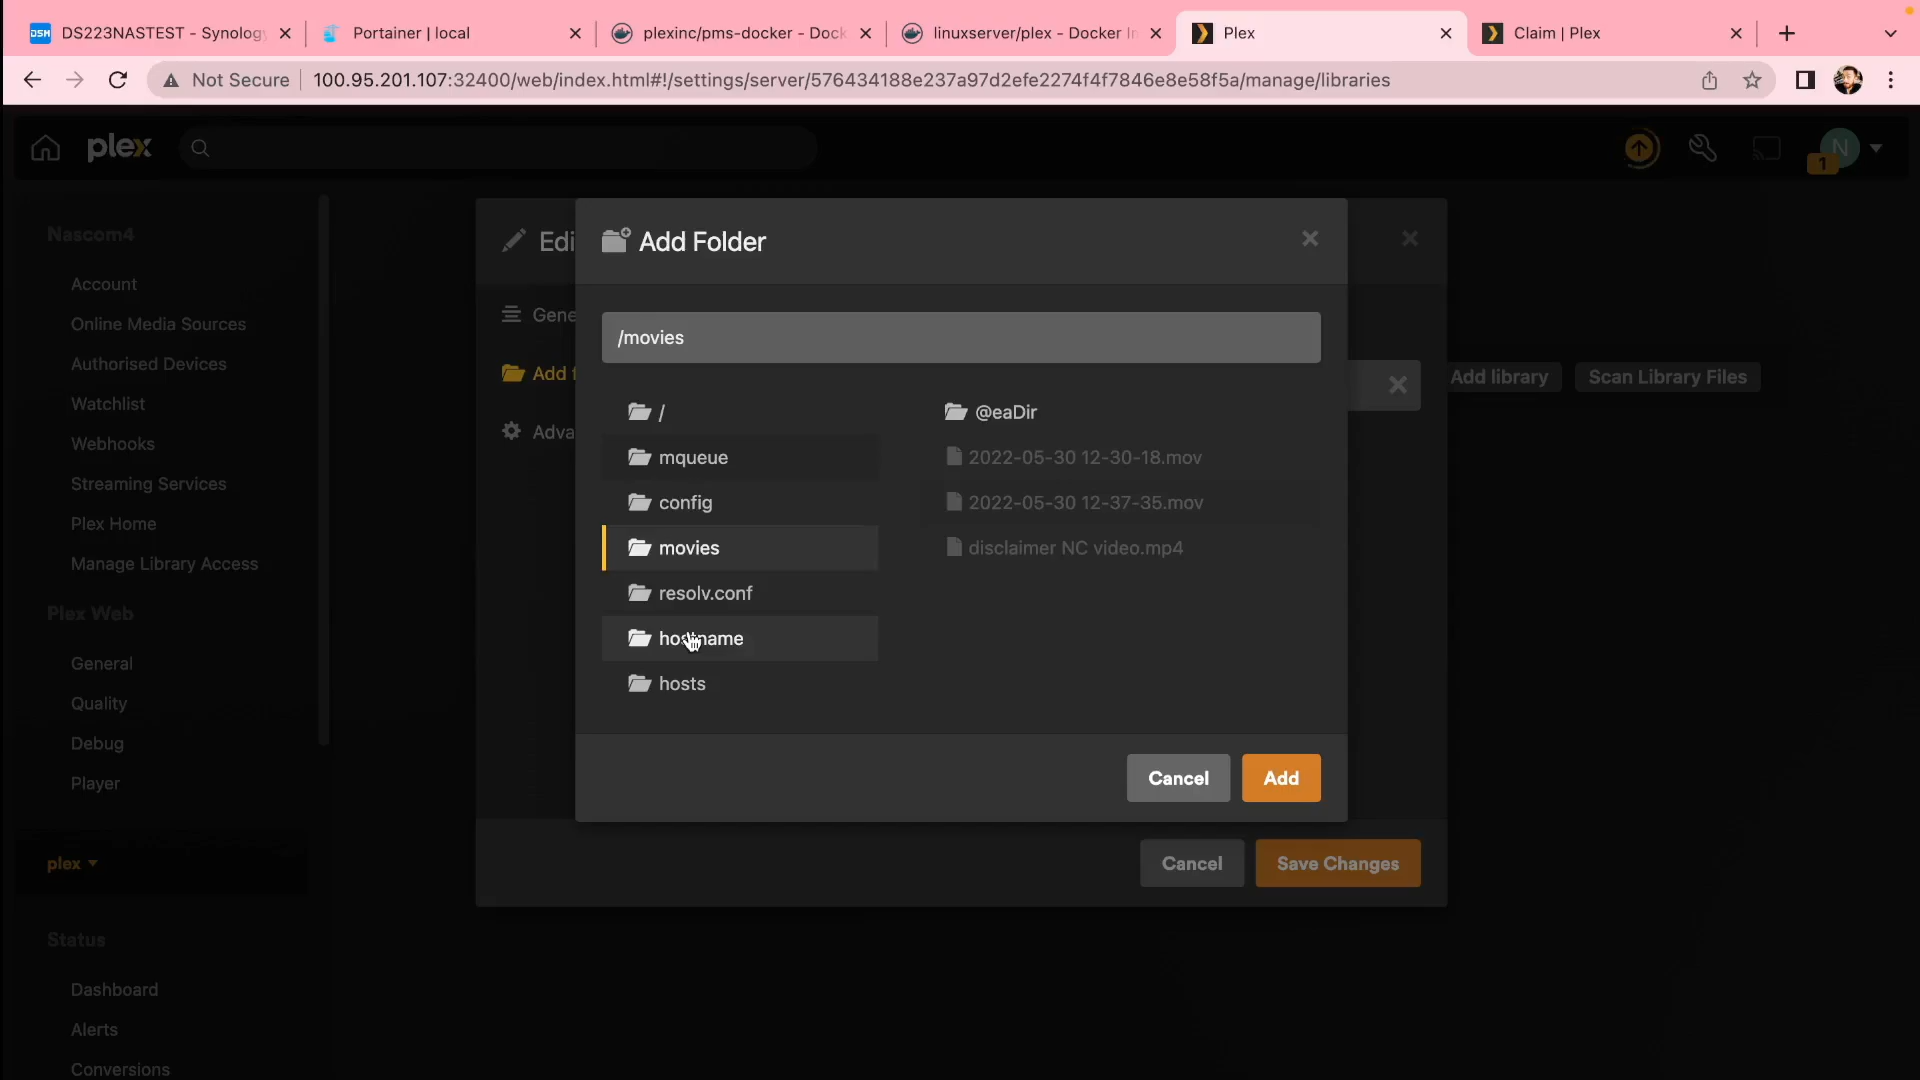 DSM DS223NASTEST - Synology
Portainer | local
plexinc/pms-docker - Dock
linuxserver/plex - Docker Im
Plex
Claim | Plex
Not Secure
100.95.201.107:32400/web/index.html#!/settings/server/576434188e237a97d2efe2274f4f7846e8e58f5a/manage/libraries
plex
N
1
Nascom4
Account
Online Media Sources
Authorised Devices
Watchlist
Webhooks
Streaming Services
Plex Home
Manage Library Access
Plex Web
General
Quality
Debug
Player
plex
Status
Dashboard
Alerts
Conversions
Edi
Gene
Add f
Adva
Add Folder
/movies
/
mqueue
config
movies
resolv.conf
hostname
hosts
@eaDir
2022-05-30 12-30-18.mov
2022-05-30 12-37-35.mov
disclaimer NC video.mp4
Cancel
Add
Add library
Scan Library Files
Cancel
Save Changes